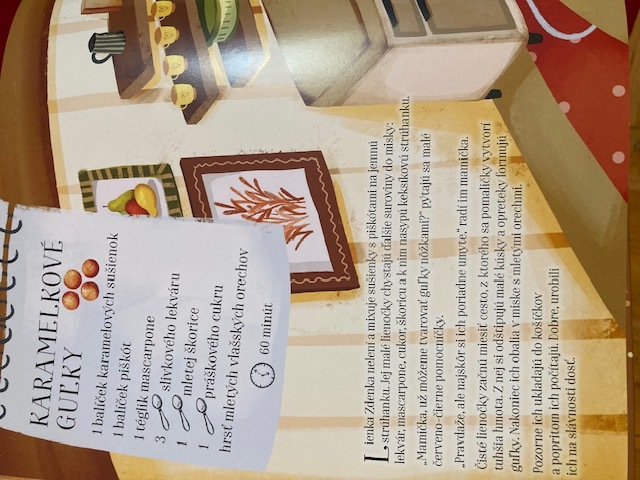 KARAMELKOVÉ
GUĽKY
1 balíček karamelových sušienok
1 balíček piškót
1 téglik mascarpone
3 slivkového lekváru
1 mletej škorice
1 práškového cukru
hrsť mletých vlašských orechov
60 minút
Lienka Zdenka nelení a mixuje sušienky s piškótami na jemnú
strúhanku. Jej malé lienočky chystajú ďalšie suroviny do misky:
lekvár, mascarpone, cukor, škoricu a k nim nasypú keksíkovú strúhanku.
„Mamička, už môžeme tvarovať guľky nôžkami?“ pýtajú sa malé
červeno-čierne pomocníčky.
„Pravdaže, ale najskôr si ich poriadne umyte,“ radí im mamička.
Čisté lienočky začnú miesiť cesto, z ktorého sa pomaličky vytvorí
tuhšia hmota. Z nej si odštipujú malé kúsky a opreteky formujú
guľky. Nakoniec ich obalia v miske s mletými orechmi.
Pozorne ich ukladajú do košíčkov
a popritom ich počítajú. Dobre, urobili
ich na slávnosti dosť.